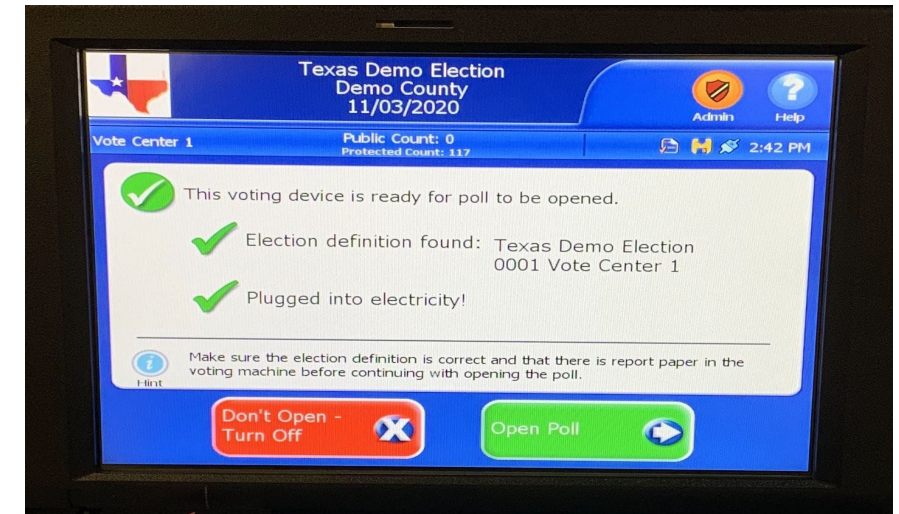 Texas Demo Election
Demo County
11/03/2020
Admin
Help
Vote Center 1
Public Count: 0
Protected Count: 117
2:42 PM
This voting device is ready for poll to be opened.
Election definition found: Texas Demo Election
0001 Vote Center 1
Plugged into electricity!
Hint
Make sure the election definition is correct and that there is report paper in the
voting machine before continuing with opening the poll.
Don't Open -
Turn Off
Open Poll